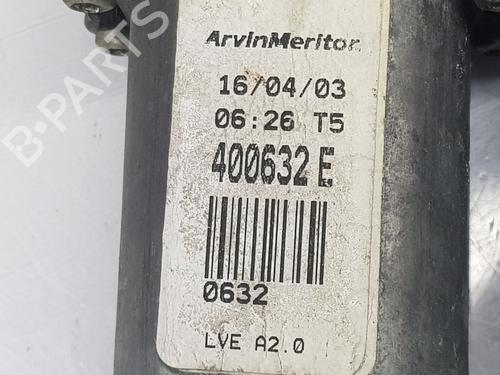 ArvinMeritor
16/04/03
06:26 T5
400632 E
0632
LVE A2.0
B-PARTS